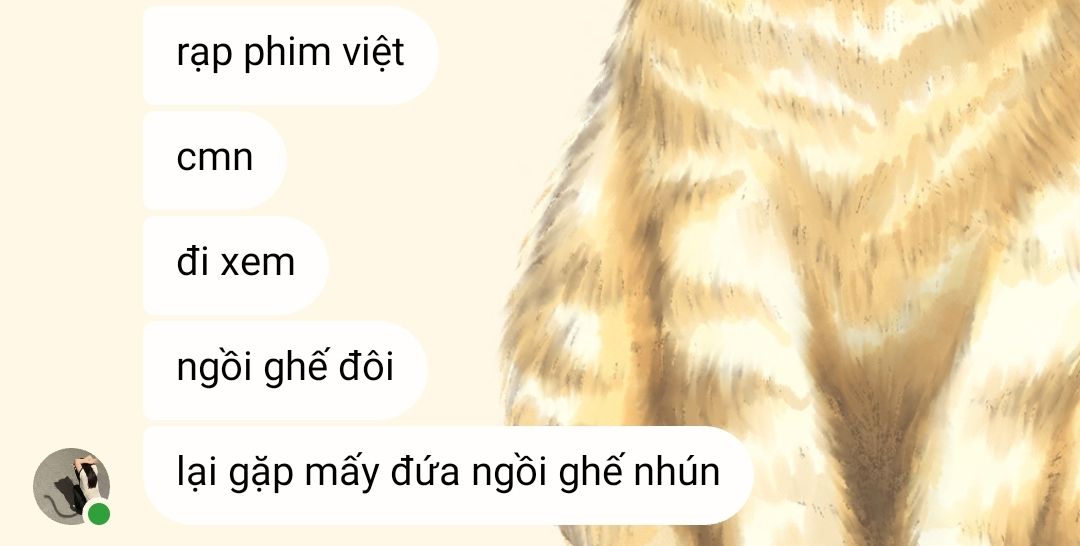 rạp phim việt
cmn
đi xem
ngồi ghế đôi
lại gặp mấy đứa ngồi ghế nhún